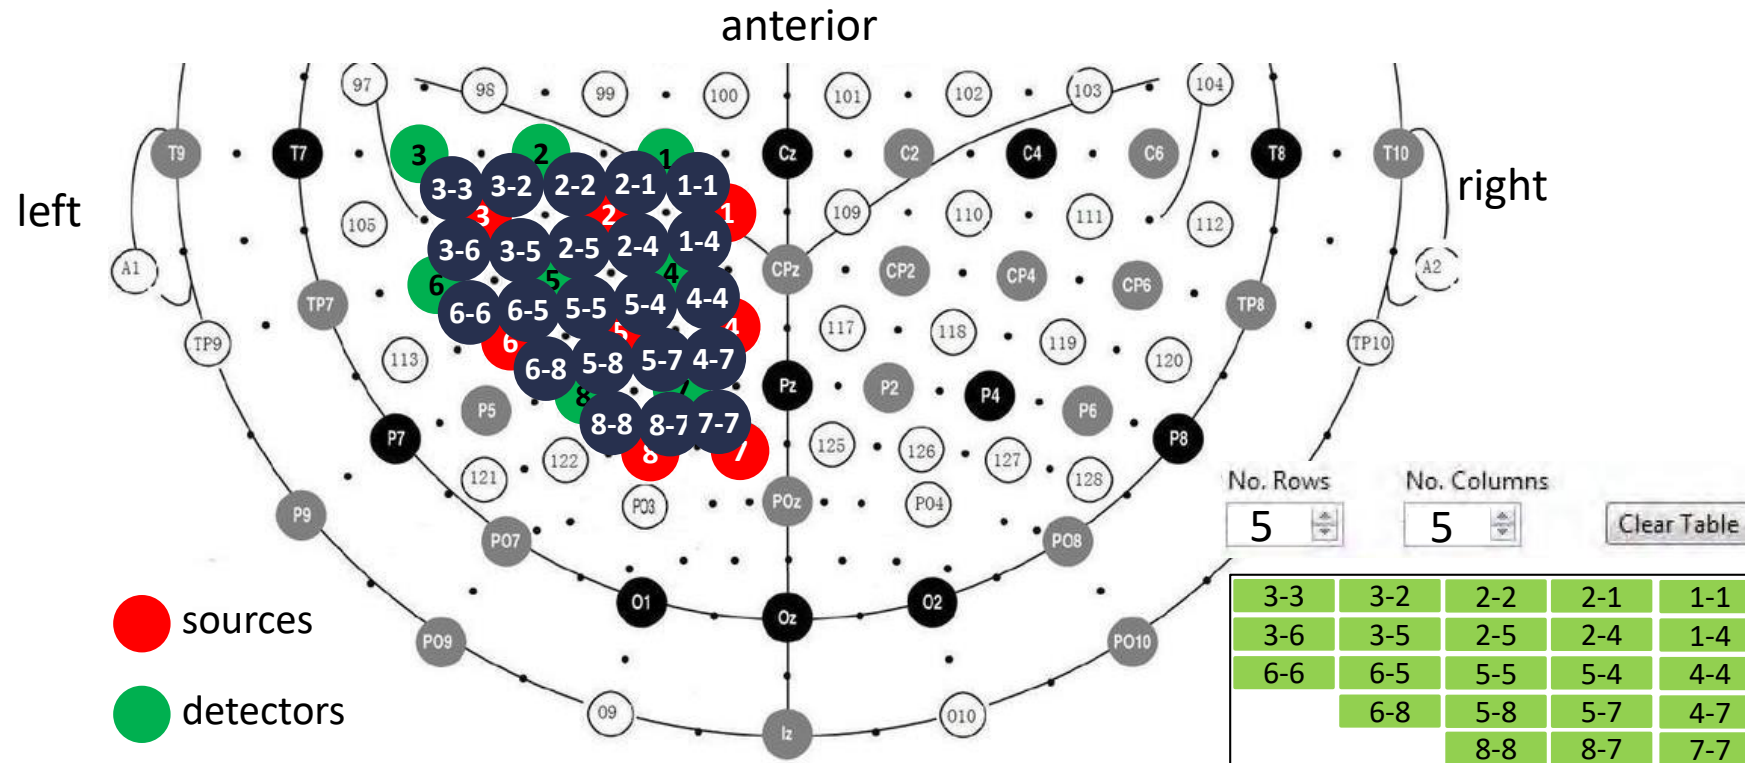 anterior
97 98 99 100 101 102 103 104
T9 T7 3 2 1 Cz C2 C4 C6 T8 T10
3-3 3-2 2-2 2-1 1-1
left right
105 3 2 1 109 110 111 112
3-6 3-5 2-5 2-4 1-4
A1 6 5 4 CPz CP2 CP4 CP6 A2
TP7 6-6 6-5 5-5 5-4 4-4 TP8
TP9 113 6 5 4 117 118 119 120 TP10
6-8 5-8 5-7 4-7
P5 8 7 Pz P2 P4 P6
P7 8-8 8-7 7-7 P8
121 122 8 7 125 126 127 128
P9 PO7 PO3 POz PO4 PO8
No. Rows No. Columns
5 5 Clear Table
O1 Oz O2
sources
PO9 PO10
detectors
O9 Iz O10
3-3 3-2 2-2 2-1 1-1
3-6 3-5 2-5 2-4 1-4
6-6 6-5 5-5 5-4 4-4
6-8 5-8 5-7 4-7
8-8 8-7 7-7